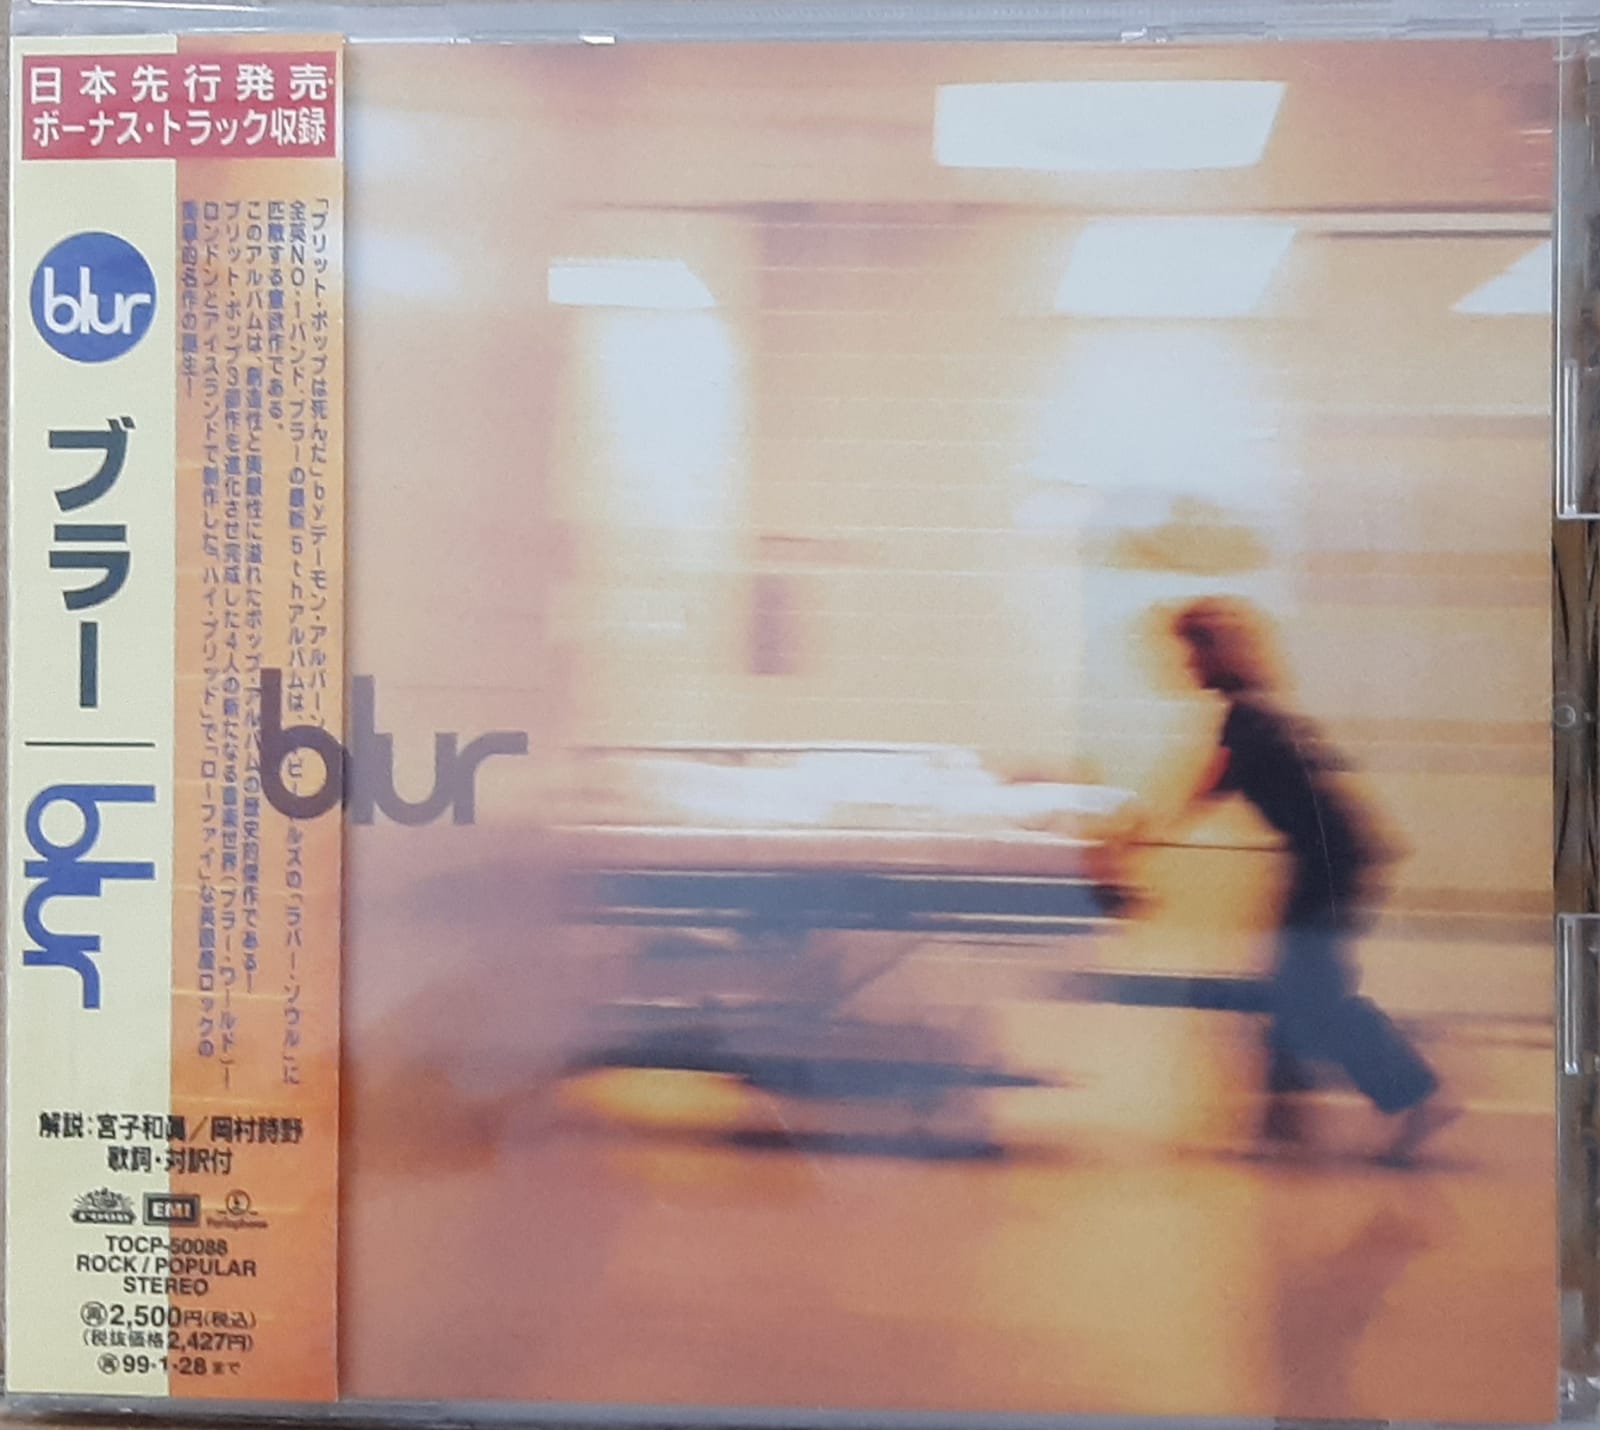 日本先行発売
ボーナス・トラック収録
blur
ブラー
blur
「ブリット・ポップは死んだ」byデーモン・アルバーン
全英NO・1バンド、ブラーの最新5thアルバムは、ビートルズの「ラバー・ソウル」に
匹敵する意欲作である。
このアルバムは、創造性と実験性に溢れたポップ・アルバムの歴史的傑作である!
ブリット・ポップ3部作を進化させ完成した4人の新たなる音楽世界(ブラー・ワールド)!
ロンドンとアイスランドで制作した、ハイ・ブリッド」で「ローファイ」な英国産ロックの
衝撃的名作の誕生!
blur
解説:宮子和眞/岡村詩野
歌詞・対訳付
EMI
Parlophone
TOCP-50088
ROCK / POPULAR
STEREO
再2,500円(税込)
(税抜価格2,427円)
再99・1・28まで